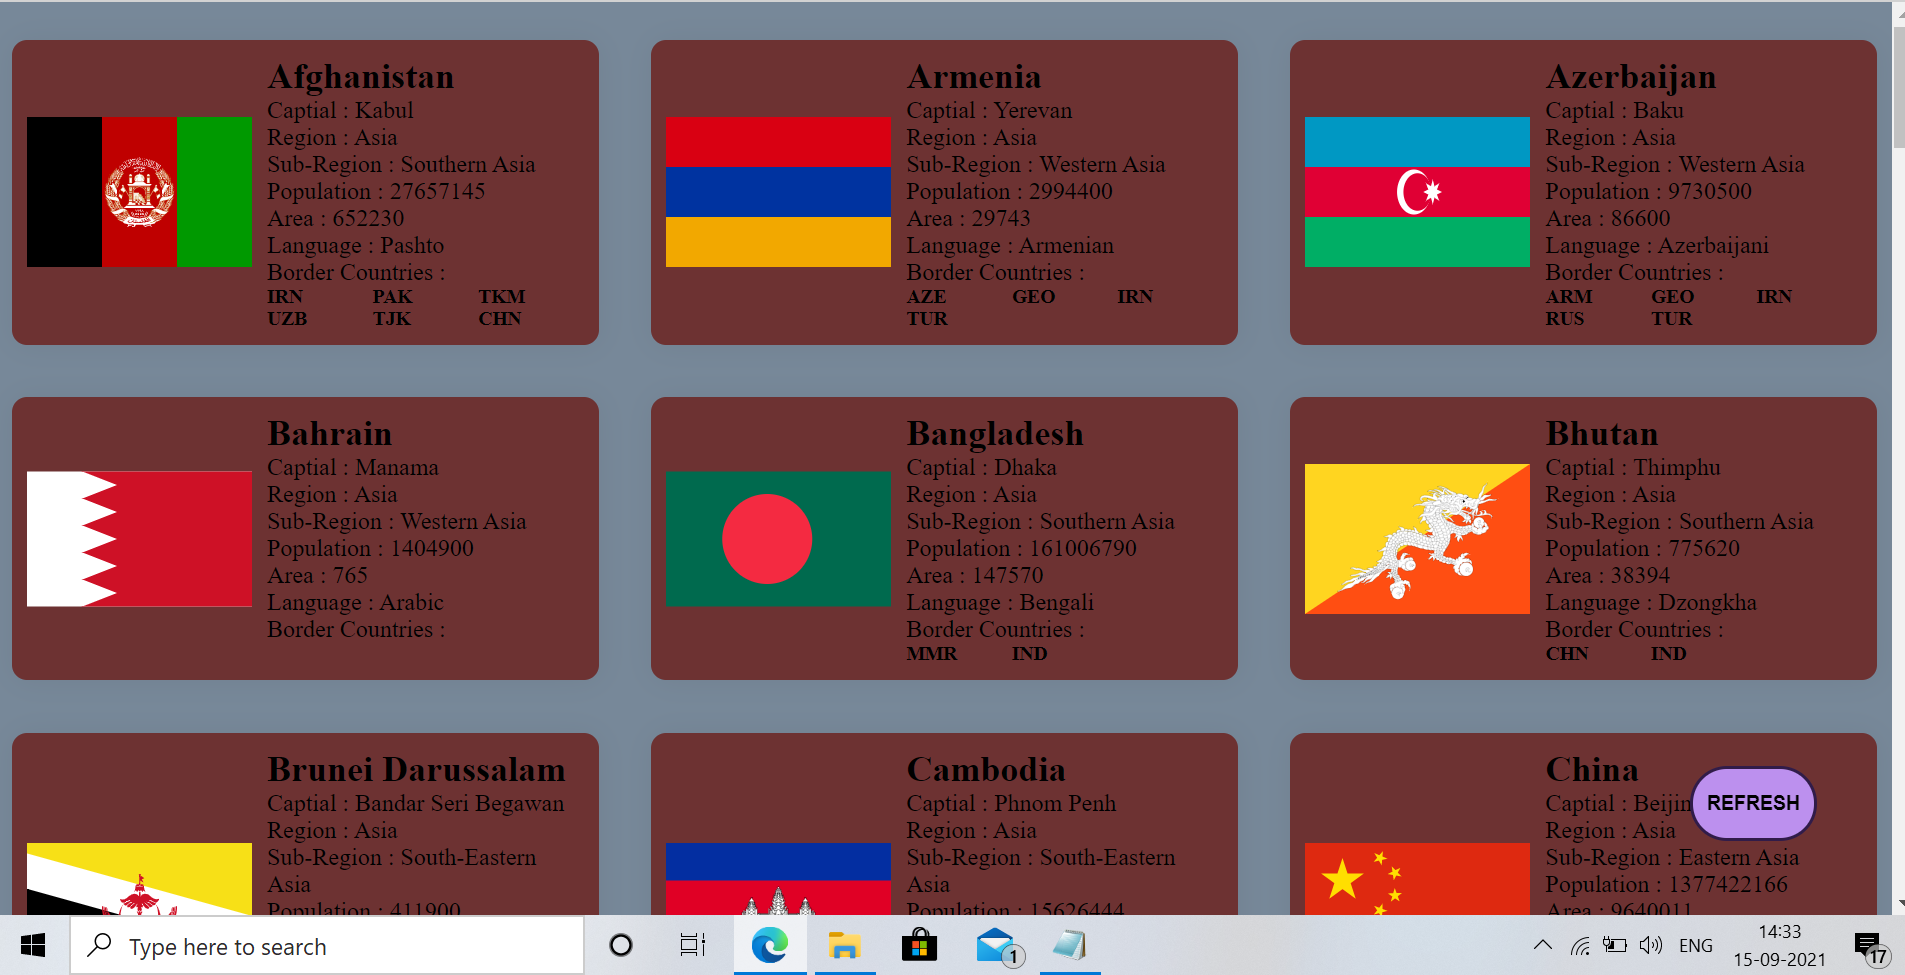 Afghanistan
Captial : Kabul
Region : Asia
Sub-Region : Southern Asia
Population : 27657145
Area : 652230
Language : Pashto
Border Countries :
IRN PAK TKM
UZB TJK CHN
Armenia
Captial : Yerevan
Region : Asia
Sub-Region : Western Asia
Population : 2994400
Area : 29743
Language : Armenian
Border Countries :
AZE GEO IRN
TUR
Azerbaijan
Captial : Baku
Region : Asia
Sub-Region : Western Asia
Population : 9730500
Area : 86600
Language : Azerbaijani
Border Countries :
ARM GEO IRN
RUS TUR
Bahrain
Captial : Manama
Region : Asia
Sub-Region : Western Asia
Population : 1404900
Area : 765
Language : Arabic
Border Countries :
Bangladesh
Captial : Dhaka
Region : Asia
Sub-Region : Southern Asia
Population : 161006790
Area : 147570
Language : Bengali
Border Countries :
MMR IND
Bhutan
Captial : Thimphu
Region : Asia
Sub-Region : Southern Asia
Population : 775620
Area : 38394
Language : Dzongkha
Border Countries :
CHN IND
Brunei Darussalam
Captial : Bandar Seri Begawan
Region : Asia
Sub-Region : South-Eastern
Asia
Population : 411900
Cambodia
Captial : Phnom Penh
Region : Asia
Sub-Region : South-Eastern
Asia
Population : 15626444
China
Captial : Beijin
Region : Asia
Sub-Region : Eastern Asia
Population : 1377422166
Area : 9640011
REFRESH
Type here to search
1
ENG
14:33
15-09-2021
17